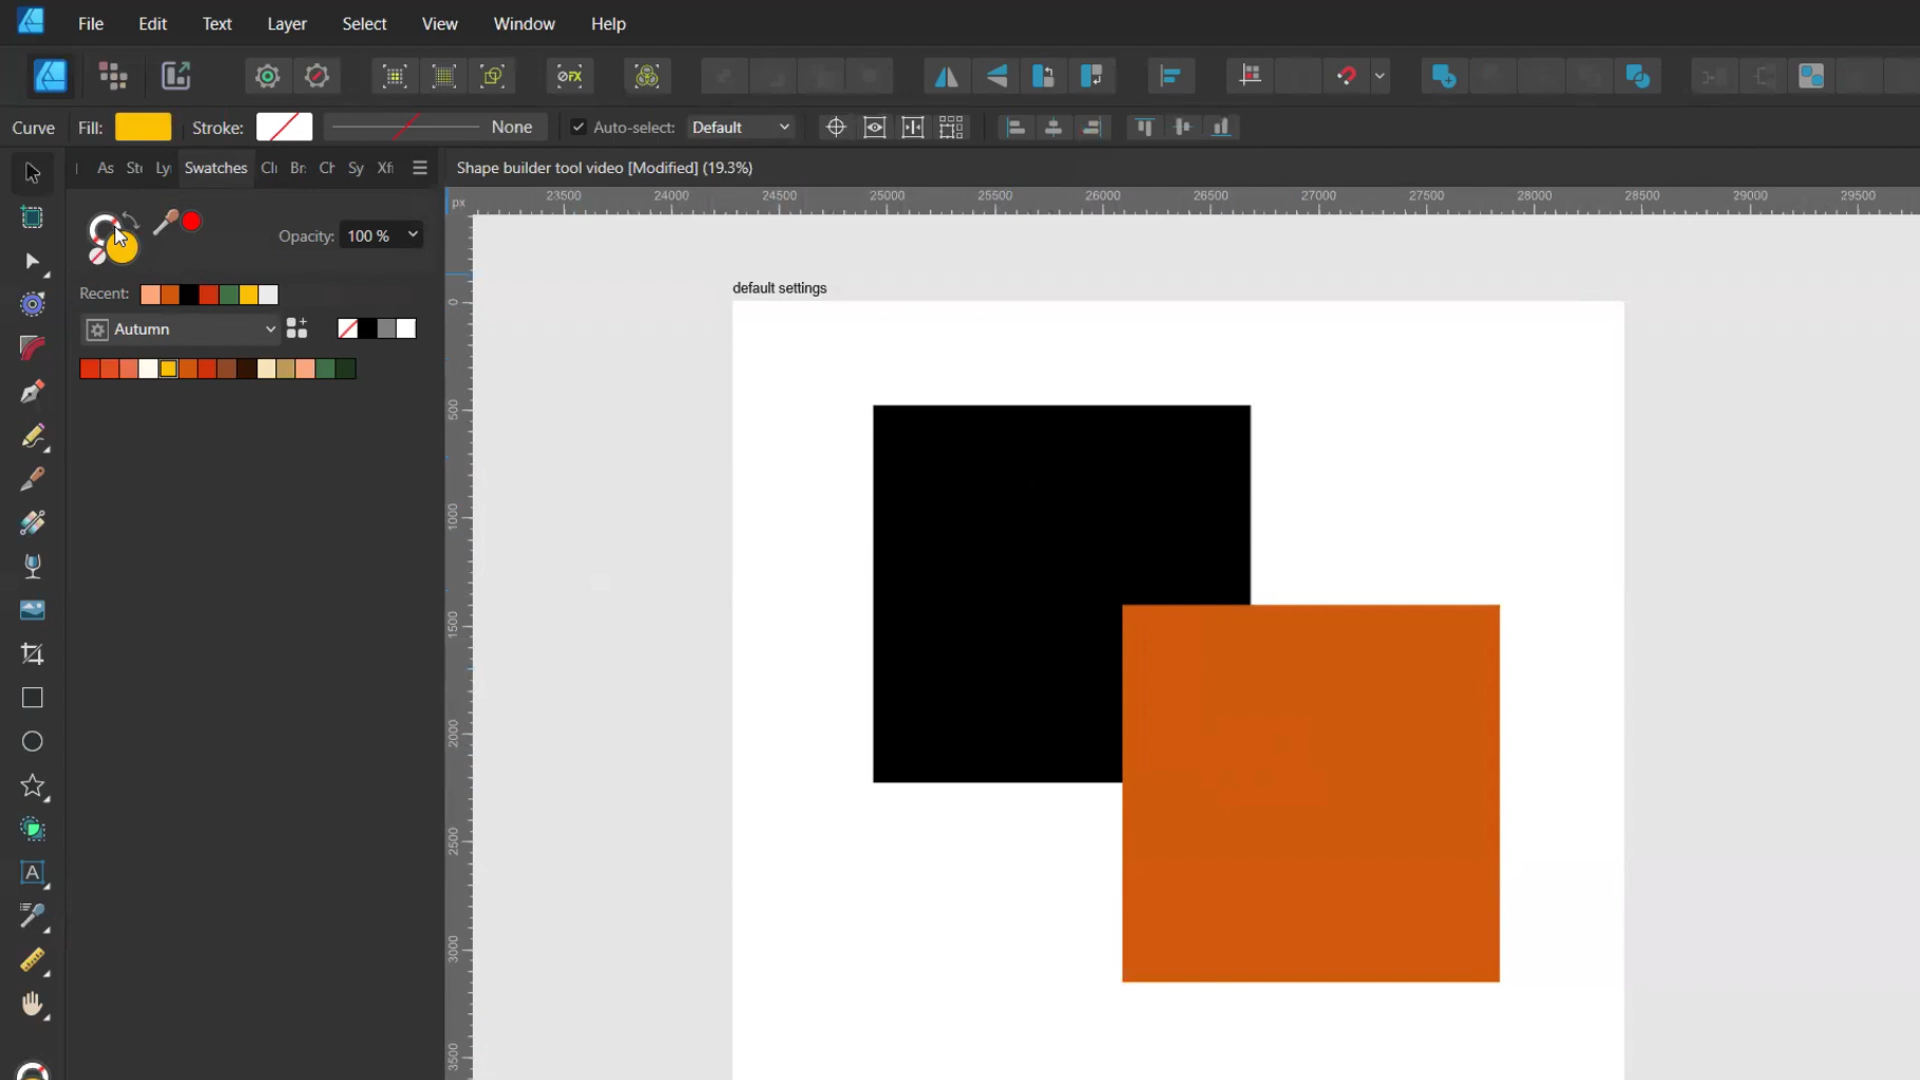 File Edit Text Layer Select View Window Help
FX
Curve Fill: Stroke: None Auto-select: Default
As St Ly Swatches Cl Br Ch Sy Xf
Shape builder tool video [Modified] (19.3%)
px 23500 24000 24500 25000 25500 26000 26500 27000 27500 28000 28500 29000 29500
Opacity: 100 %
Recent:
Autumn
default settings
0
500
1000
1500
2000
2500
3000
3500
A